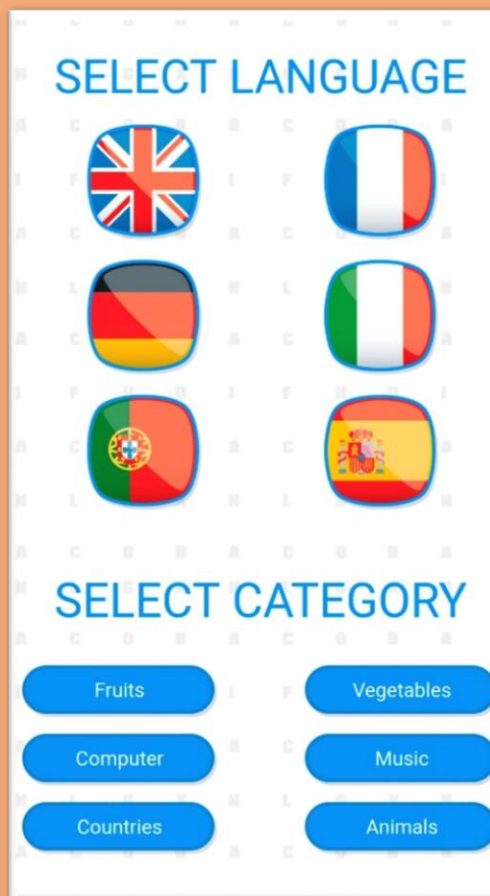 SELECT LANGUAGE
SELECT CATEGORY
Fruits
Vegetables
Computer
Music
Countries
Animals